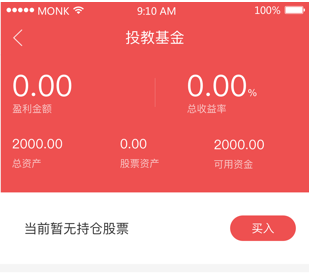 MONK 9:10 AM 100%
投教基金
0.00 0.00%
盈利金额 总收益率
2000.00 0.00 2000.00
总资产 股票资产 可用资金
当前暂无持仓股票 买入